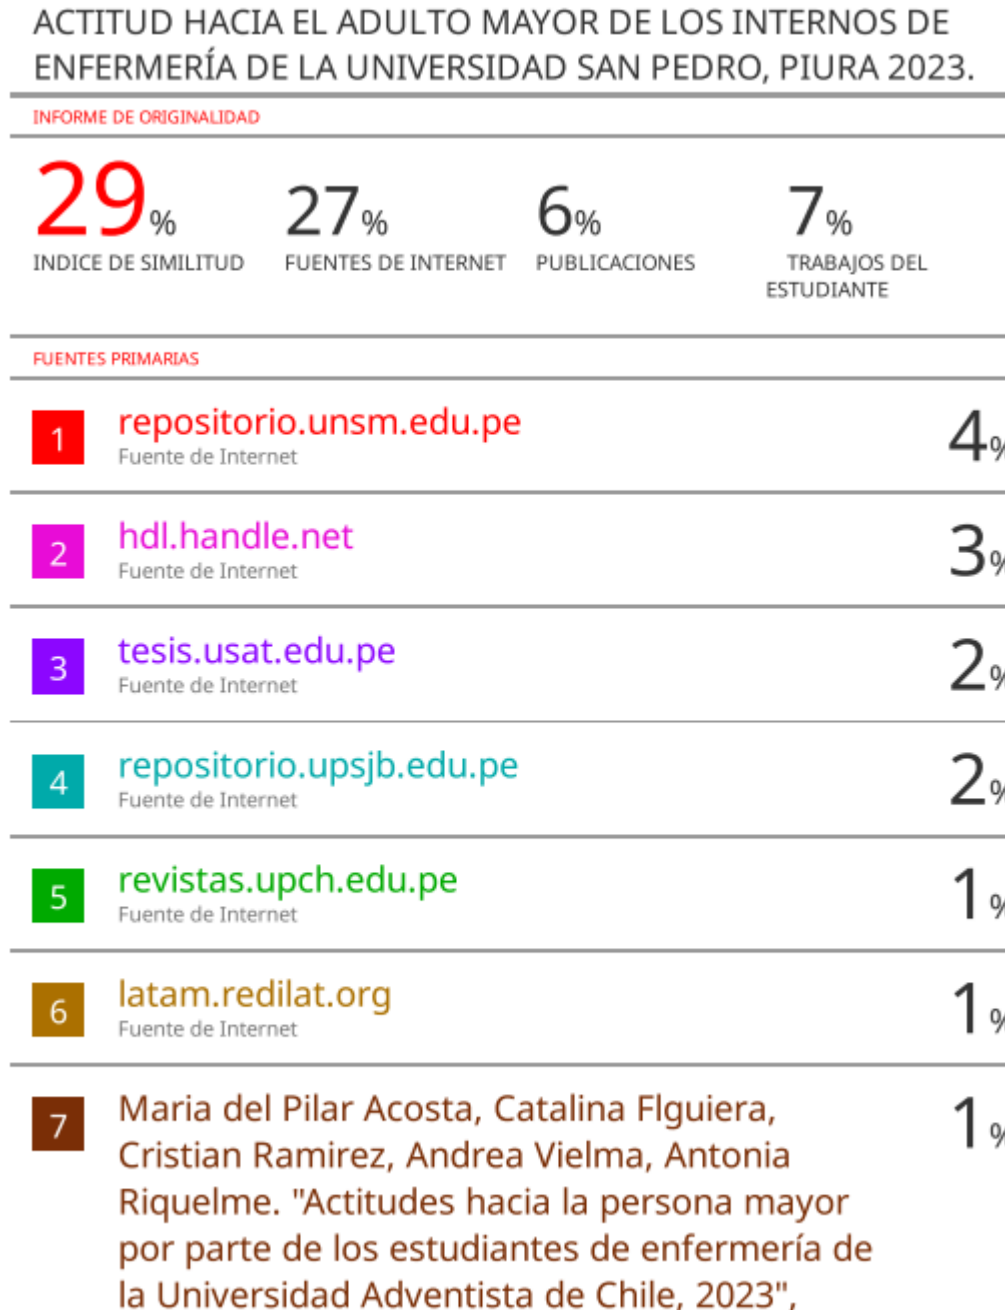 ACTITUD HACIA EL ADULTO MAYOR DE LOS INTERNOS DE
ENFERMERÍA DE LA UNIVERSIDAD SAN PEDRO, PIURA 2023.
INFORME DE ORIGINALIDAD
29% 27% 6% 7%
INDICE DE SIMILITUD FUENTES DE INTERNET PUBLICACIONES TRABAJOS DEL
ESTUDIANTE
FUENTES PRIMARIAS
1 repositorio.unsm.edu.pe 4%
Fuente de Internet
2 hdl.handle.net 3%
Fuente de Internet
3 tesis.usat.edu.pe 2%
Fuente de Internet
4 repositorio.upsjb.edu.pe 2%
Fuente de Internet
5 revistas.upch.edu.pe 1%
Fuente de Internet
6 latam.redilat.org 1%
Fuente de Internet
7 Maria del Pilar Acosta, Catalina FIguiera, 1%
Cristian Ramirez, Andrea Vielma, Antonia
Riquelme. "Actitudes hacia la persona mayor
por parte de los estudiantes de enfermería de
la Universidad Adventista de Chile, 2023",